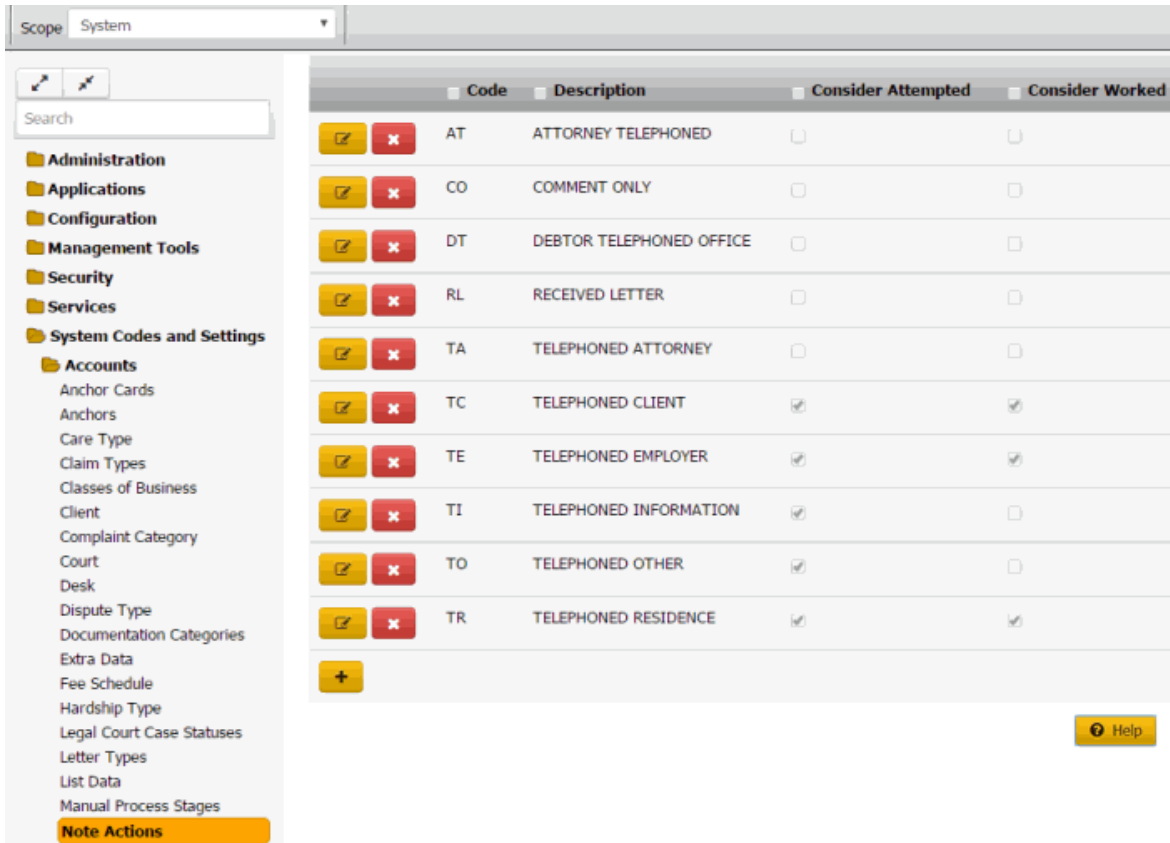 Scope System
Search
Administration
Applications
Configuration
Management Tools
Security
Services
System Codes and Settings
Accounts
Anchor Cards
Anchors
Care Type
Claim Types
Classes of Business
Client
Complaint Category
Court
Desk
Dispute Type
Documentation Categories
Extra Data
Fee Schedule
Hardship Type
Legal Court Case Statuses
Letter Types
List Data
Manual Process Stages
Note Actions
Code Description Consider Attempted Consider Worked
AT ATTORNEY TELEPHONED
CO COMMENT ONLY
DT DEBTOR TELEPHONED OFFICE
RL RECEIVED LETTER
TA TELEPHONED ATTORNEY
TC TELEPHONED CLIENT
TE TELEPHONED EMPLOYER
TI TELEPHONED INFORMATION
TO TELEPHONED OTHER
TR TELEPHONED RESIDENCE
Help